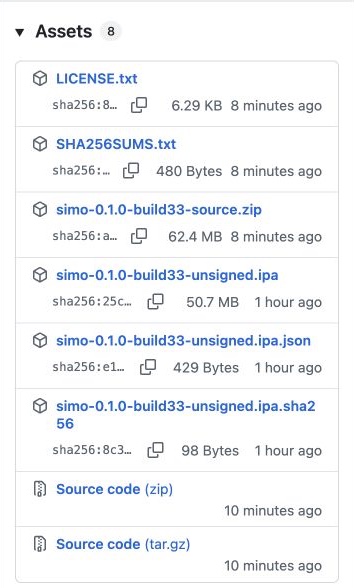 Assets 8
LICENSE.txt
sha256:8… 6.29 KB 8 minutes ago
SHA256SUMS.txt
sha256:… 480 Bytes 8 minutes ago
simo-0.1.0-build33-source.zip
sha256:a… 62.4 MB 8 minutes ago
simo-0.1.0-build33-unsigned.ipa
sha256:25c… 50.7 MB 1 hour ago
simo-0.1.0-build33-unsigned.ipa.json
sha256:e1… 429 Bytes 1 hour ago
simo-0.1.0-build33-unsigned.ipa.sha2
56
sha256:8c3… 98 Bytes 1 hour ago
Source code (zip)
10 minutes ago
Source code (tar.gz)
10 minutes ago